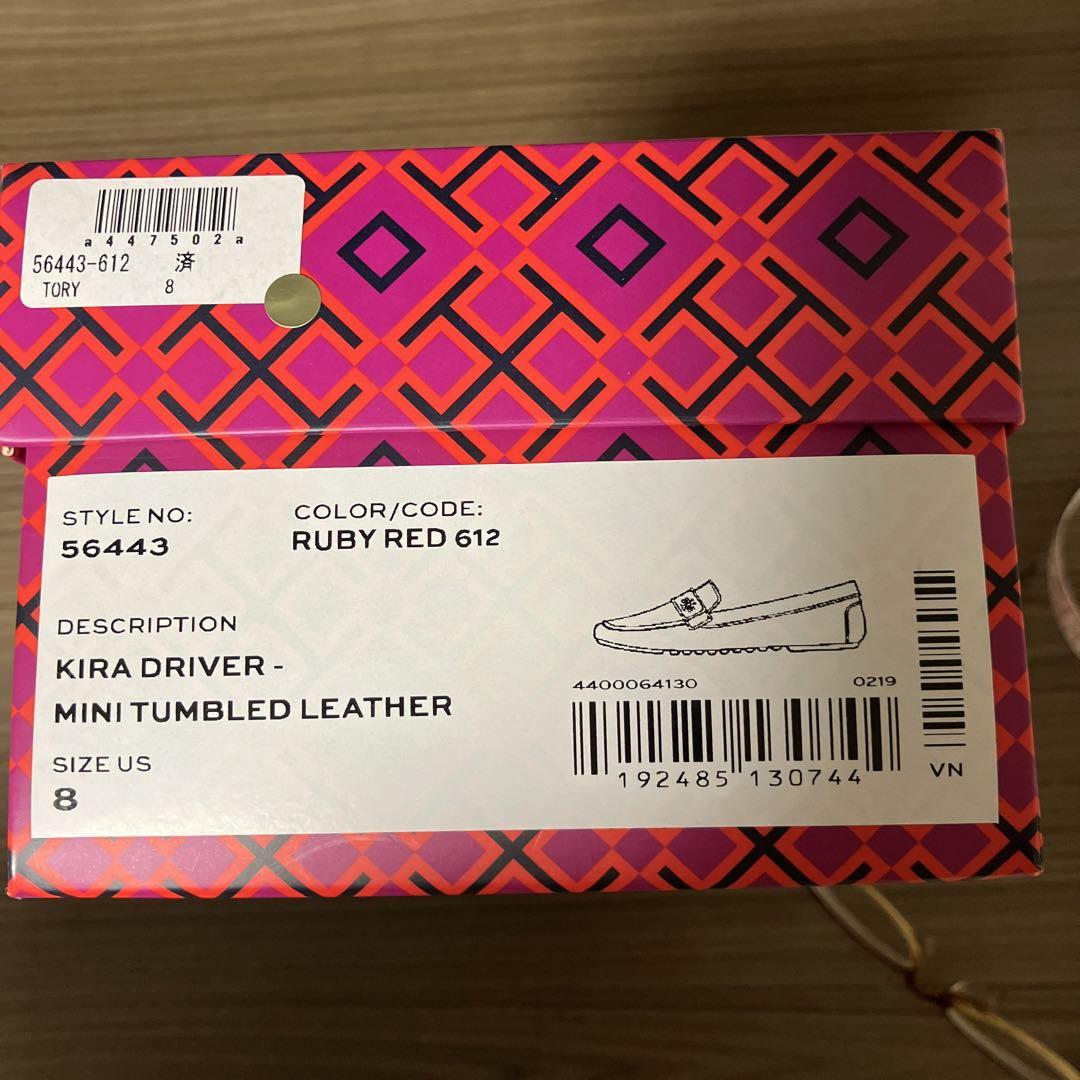 a447502a
56443-612 済
TORY 8
STYLE NO:
56443
COLOR/CODE:
RUBY RED 612
DESCRIPTION
KIRA DRIVER -
MINI TUMBLED LEATHER
SIZE US
8
4400064130 0219
192485 130744
VN